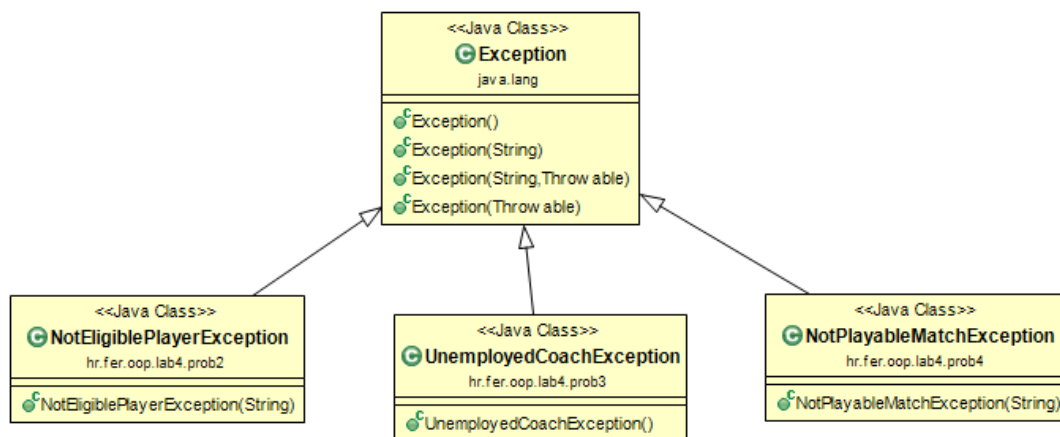 <<Java Class>>
Exception
java.lang
Exception()
Exception(String)
Exception(String,Throwable)
Exception(Throwable)
<<Java Class>>
NotEligiblePlayerException
hr.fer.oop.lab4.prob2
NotEligiblePlayerException(String)
<<Java Class>>
UnemployedCoachException
hr.fer.oop.lab4.prob3
UnemployedCoachException()
<<Java Class>>
NotPlayableMatchException
hr.fer.oop.lab4.prob4
NotPlayableMatchException(String)